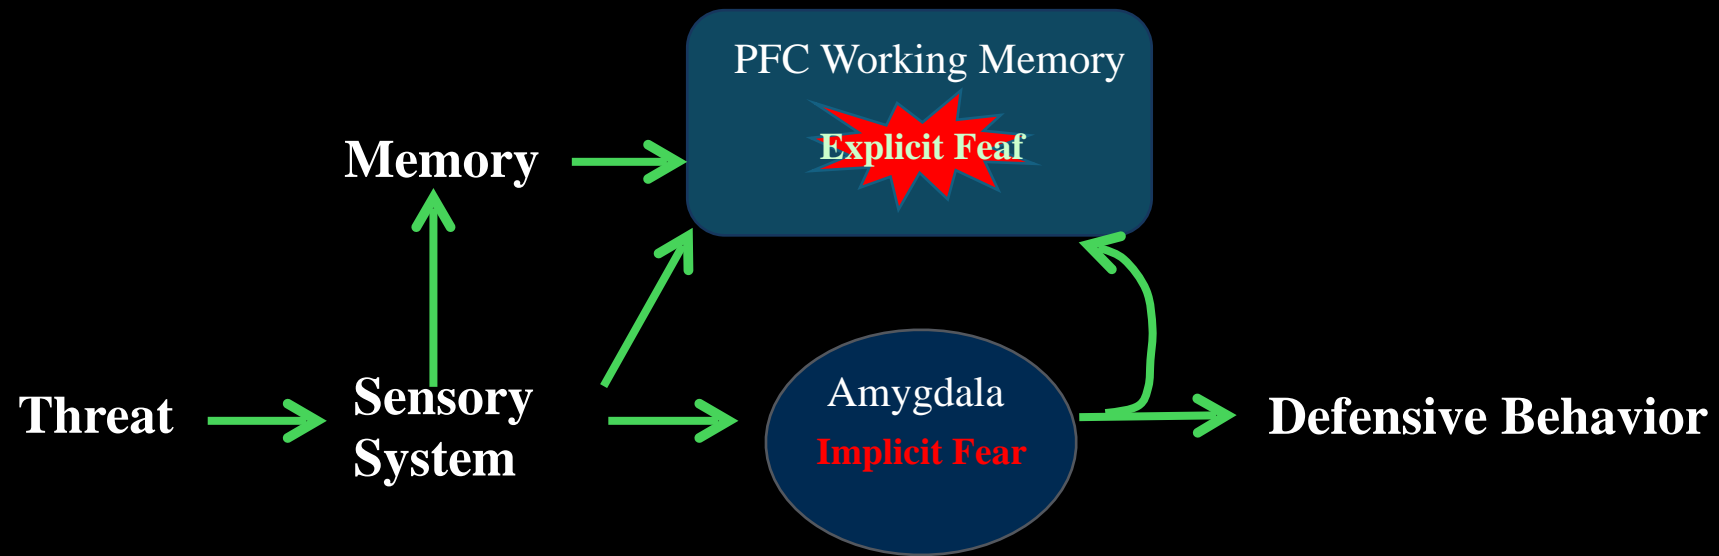 PFC Working Memory
Explicit Feaf
Memory
Threat
Sensory
System
Amygdala
Implicit Fear
Defensive Behavior